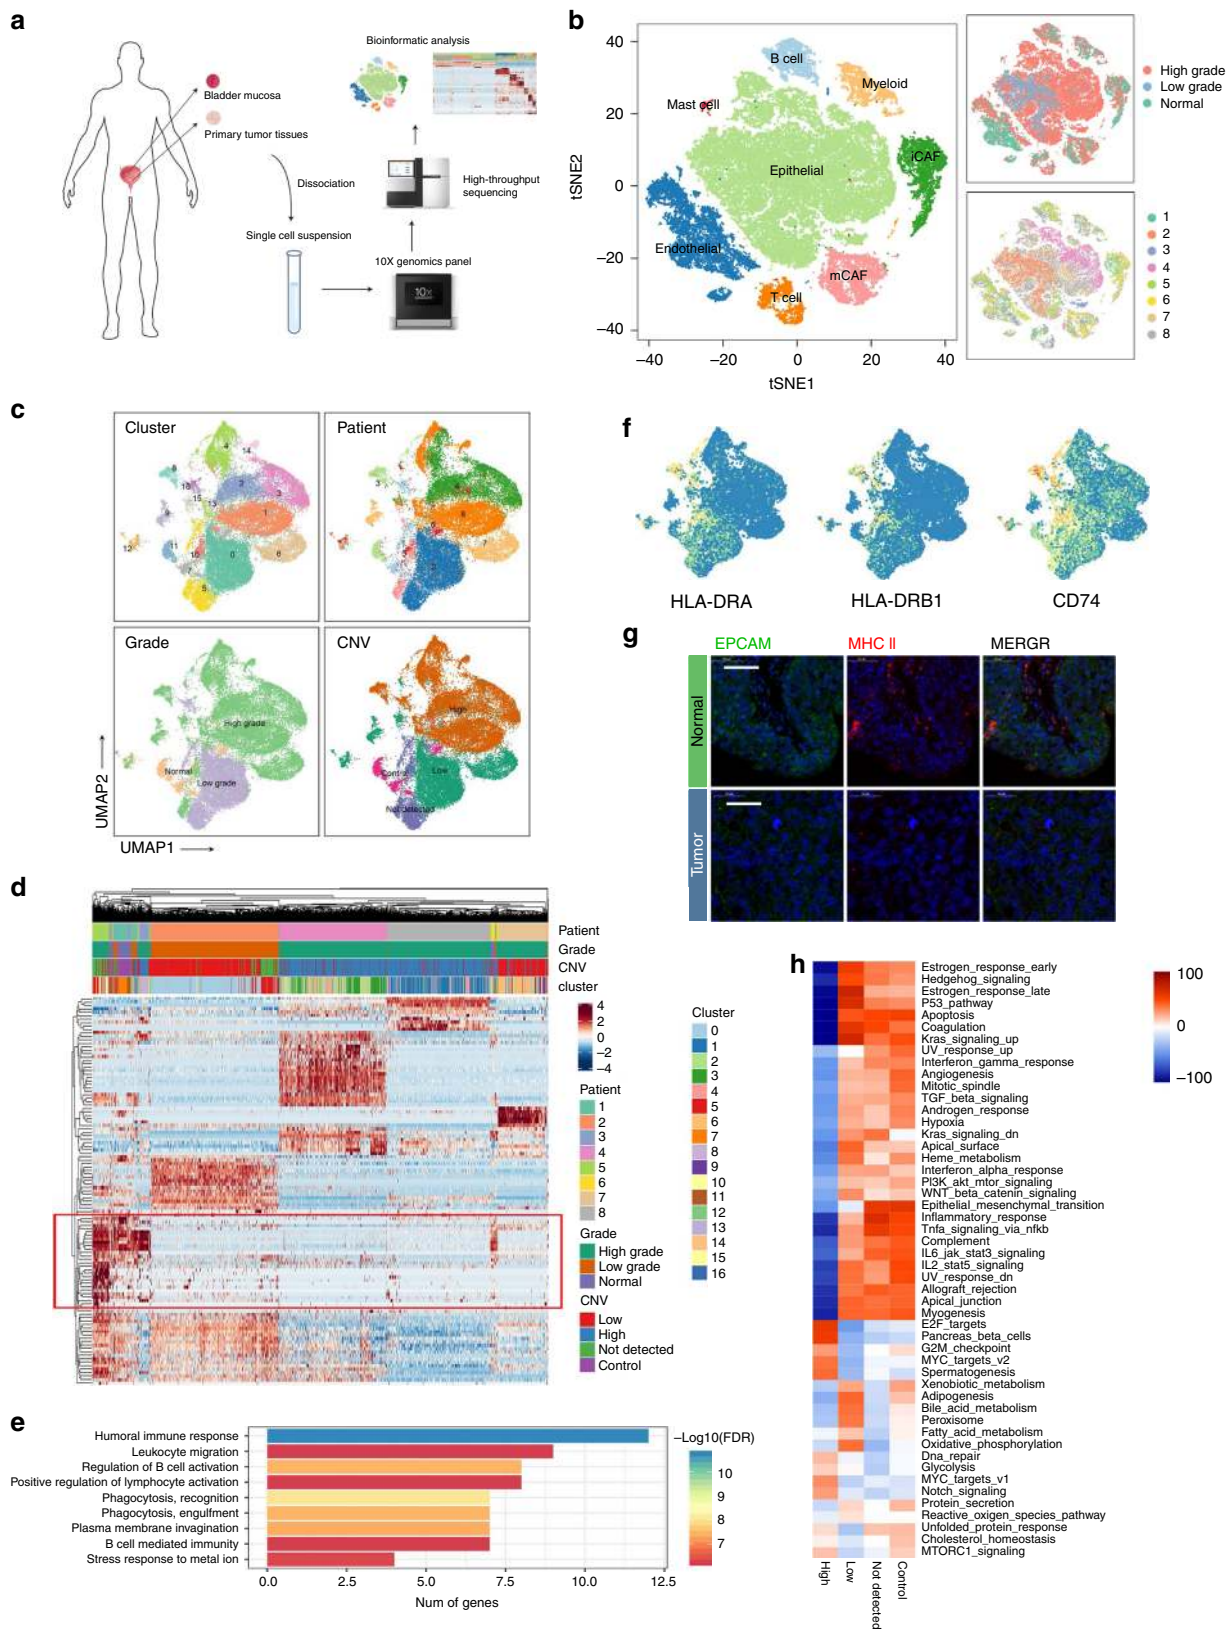 a
Bioinformatic analysis
Bladder mucosa
Primary tumor tissues
Dissociation
High-throughput
sequencing
Single cell suspension
10X genomics panel
10x
b
40
20
0
−20
−40
tSNE2
−40
−20
0
20
40
tSNE1
B cell
Myeloid
Mast cell
iCAF
Epithelial
Endothelial
mCAF
T cell
High grade
Low grade
Normal
1
2
3
4
5
6
7
8
c
Cluster
Patient
Grade
CNV
High grade
Normal
Low grade
High
Control
Low
Not detected
UMAP2
UMAP1
d
Patient
Grade
CNV
cluster
4
2
0
−2
−4
Patient
1
2
3
4
5
6
7
8
Grade
High grade
Low grade
Normal
CNV
Low
High
Not detected
Control
Cluster
0
1
2
3
4
5
6
7
8
9
10
11
12
13
14
15
16
e
Humoral immune response
Leukocyte migration
Regulation of B cell activation
Positive regulation of lymphocyte activation
Phagocytosis, recognition
Phagocytosis, engulfment
Plasma membrane invagination
B cell mediated immunity
Stress response to metal ion
0.0
2.5
5.0
7.5
10.0
12.5
Num of genes
−Log10(FDR)
10
9
8
7
f
HLA-DRA
HLA-DRB1
CD74
g
EPCAM
MHC II
MERGR
Normal
Tumor
h
Estrogen_response_early
Hedgehog_signaling
Estrogen_response_late
P53_pathway
Apoptosis
Coagulation
Kras_signaling_up
UV_response_up
Interferon_gamma_response
Angiogenesis
Mitotic_spindle
TGF_beta_signaling
Androgen_response
Hypoxia
Kras_signaling_dn
Apical_surface
Heme_metabolism
Interferon_alpha_response
PI3K_akt_mtor_signaling
WNT_beta_catenin_signaling
Epithelial_mesenchymal_transition
Inflammatory_response
Tnfa_signaling_via_nfkb
Complement
IL6_jak_stat3_signaling
IL2_stat5_signaling
UV_response_dn
Allograft_rejection
Apical_junction
Myogenesis
E2F_targets
Pancreas_beta_cells
G2M_checkpoint
MYC_targets_v2
Spermatogenesis
Xenobiotic_metabolism
Adipogenesis
Bile_acid_metabolism
Peroxisome
Fatty_acid_metabolism
Oxidative_phosphorylation
Dna_repair
Glycolysis
MYC_targets_v1
Notch_signaling
Protein_secretion
Reactive_oxigen_species_pathway
Unfolded_protein_response
Cholesterol_homeostasis
MTORC1_signaling
High
Low
Not detected
Control
100
0
−100